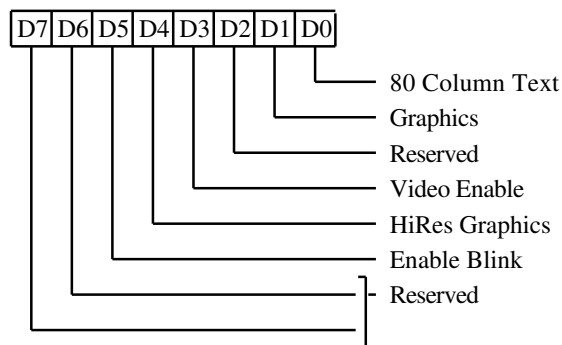 D7 D6 D5 D4 D3 D2 D1 D0
80 Column Text
Graphics
Reserved
Video Enable
HiRes Graphics
Enable Blink
Reserved